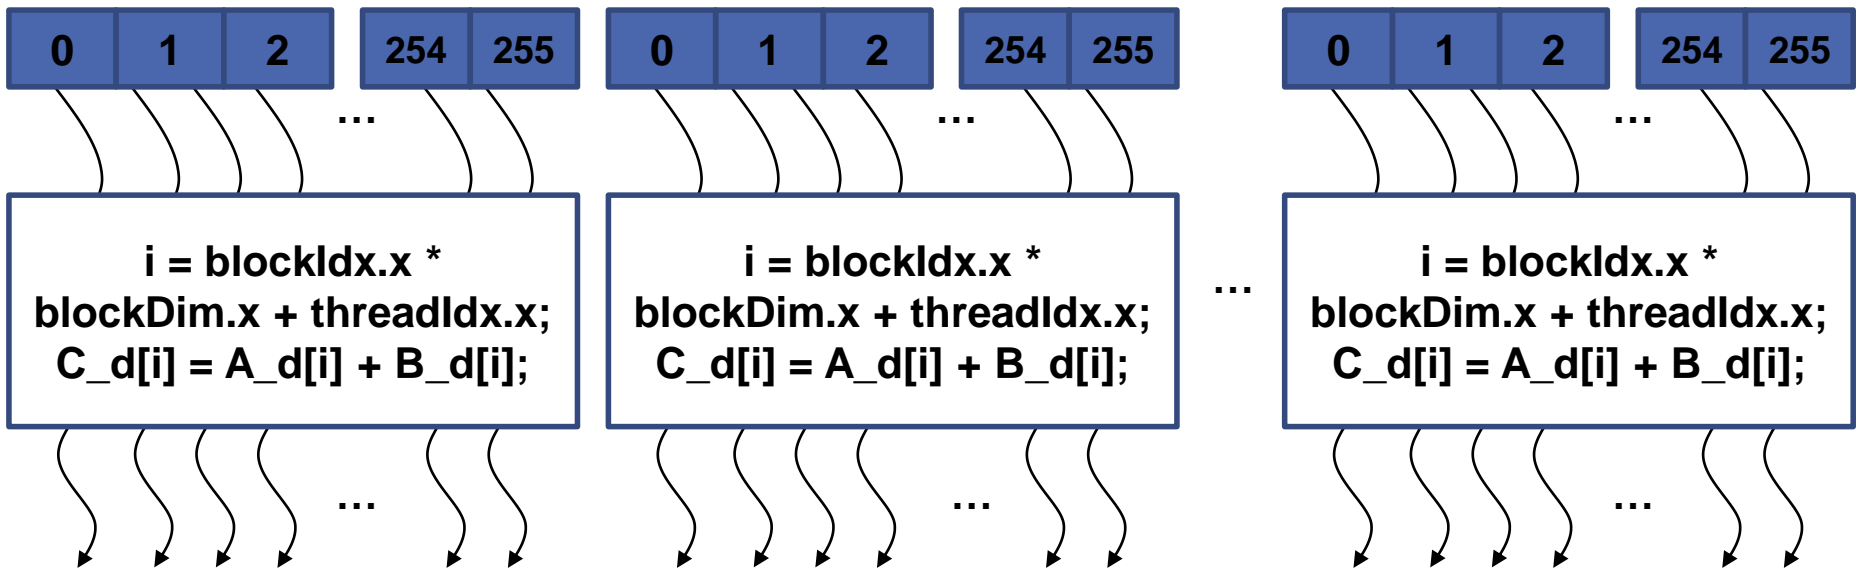 0 1 2 254 255 0 1 2 254 255 0 1 2 254 255
... ... ...
i = blockIdx.x *
blockDim.x + threadIdx.x;
C_d[i] = A_d[i] + B_d[i];
i = blockIdx.x *
blockDim.x + threadIdx.x;
C_d[i] = A_d[i] + B_d[i];
...
i = blockIdx.x *
blockDim.x + threadIdx.x;
C_d[i] = A_d[i] + B_d[i];
... ... ...